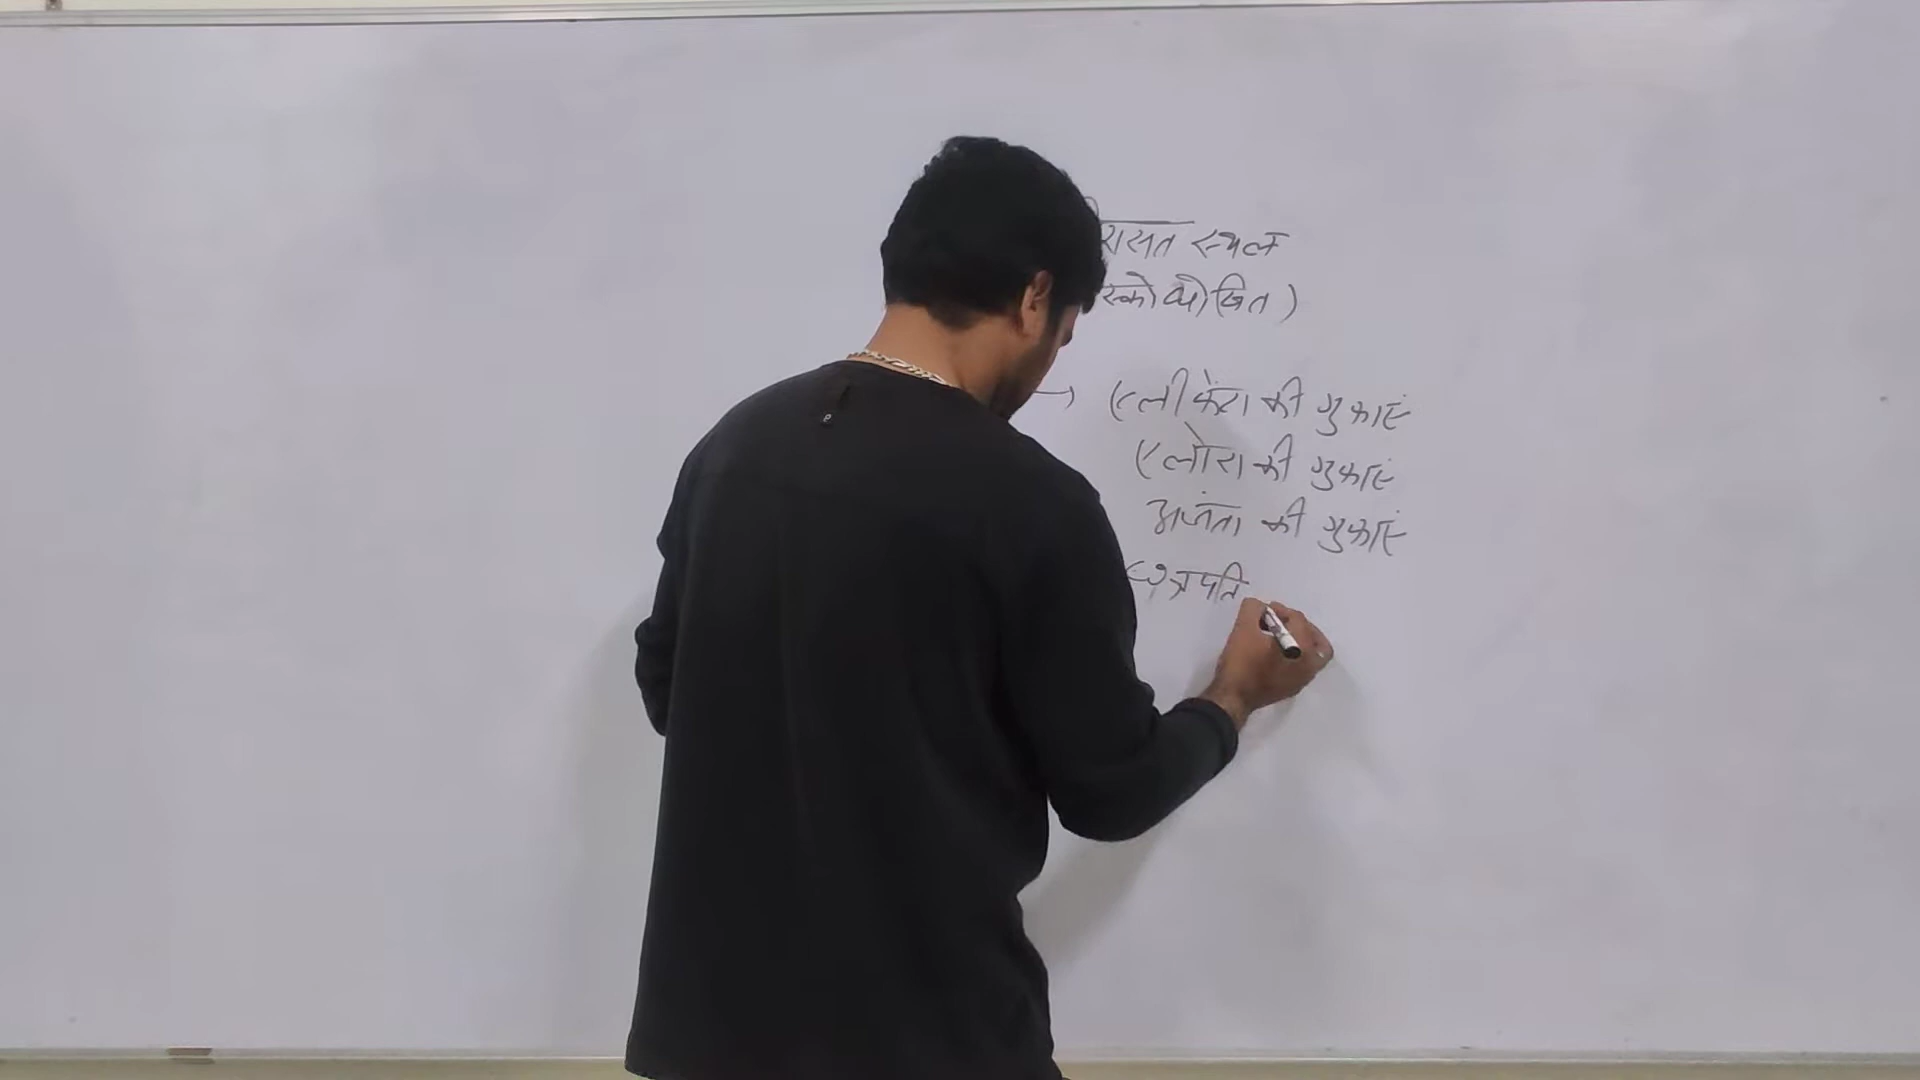 रासत स्थल
स्को घोषित)
→ एलीफेंटा की गुफाएं
एलोरा की गुफाएं
अजंता की गुफाएं
छत्रपति